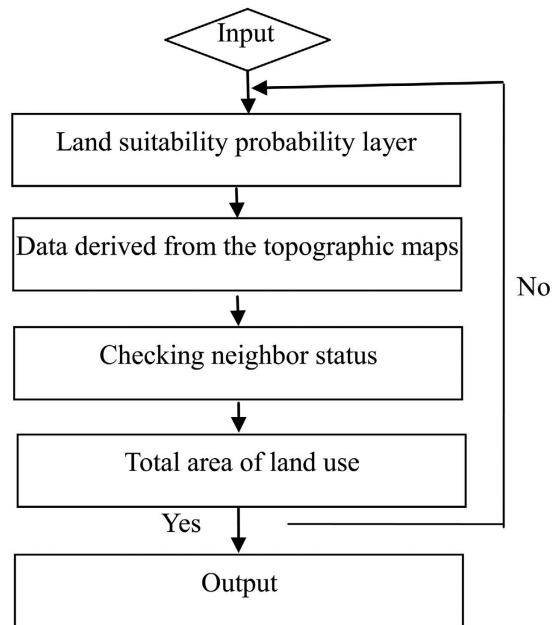 Input
Land suitability probability layer
Data derived from the topographic maps
No
Checking neighbor status
Total area of land use
Yes
Output